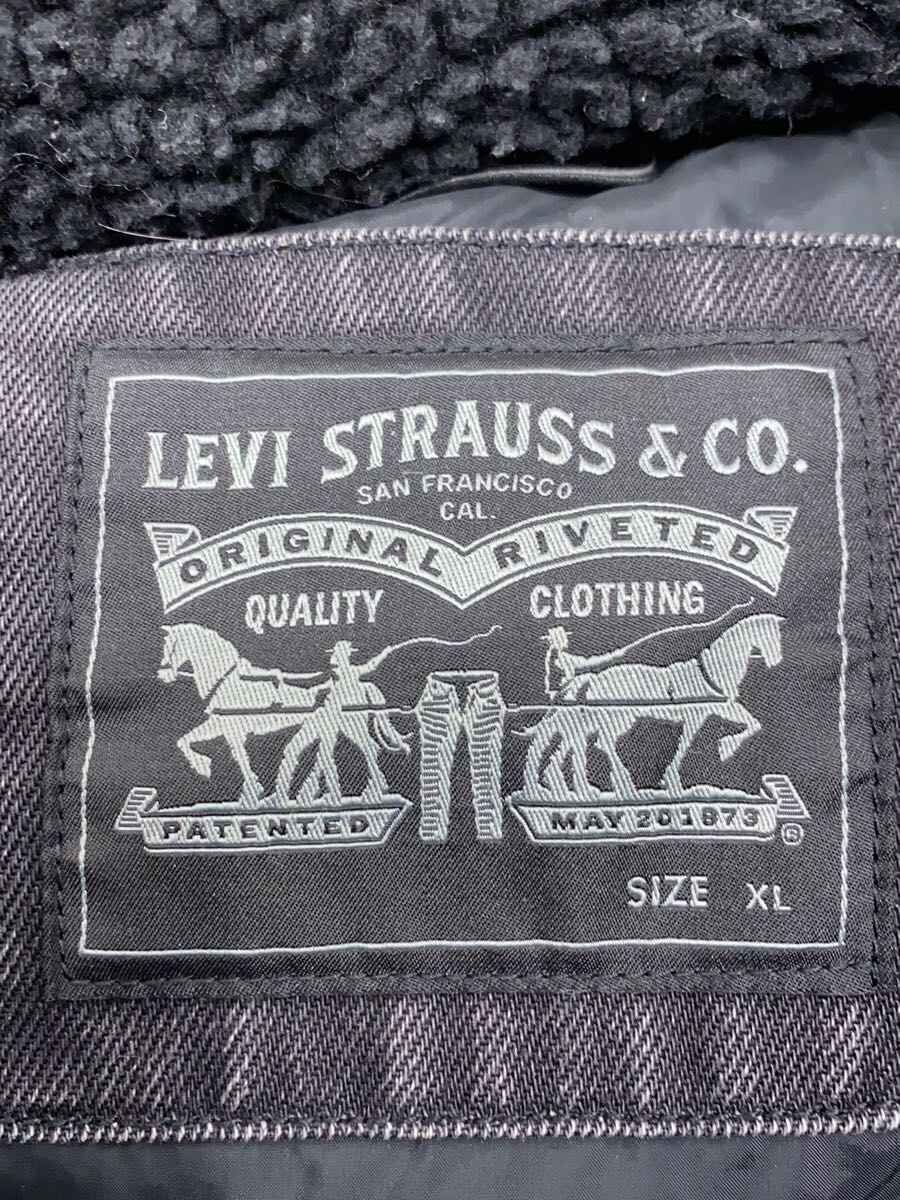 LEVI STRAUSS & CO.
SAN FRANCISCO
CAL.
ORIGINAL RIVETED
QUALITY CLOTHING
PATENTED MAY 20 1873 ®
SIZE XL